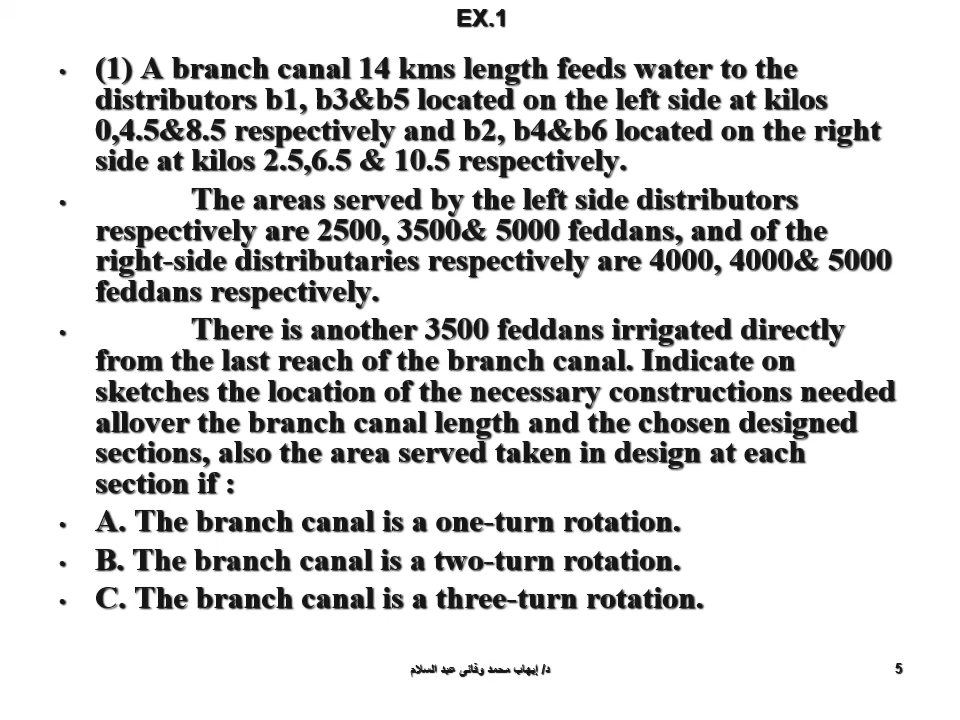 EX.1
• (1) A branch canal 14 kms length feeds water to the
distributors b1, b3&b5 located on the left side at kilos
0,4.5&8.5 respectively and b2, b4&b6 located on the right
side at kilos 2.5,6.5 & 10.5 respectively.
• The areas served by the left side distributors
respectively are 2500, 3500& 5000 feddans, and of the
right-side distributaries respectively are 4000, 4000& 5000
feddans respectively.
• There is another 3500 feddans irrigated directly
from the last reach of the branch canal. Indicate on
sketches the location of the necessary constructions needed
allover the branch canal length and the chosen designed
sections, also the area served taken in design at each
section if :
• A. The branch canal is a one-turn rotation.
• B. The branch canal is a two-turn rotation.
• C. The branch canal is a three-turn rotation.
د/ إيهاب محمد وفائي عبد السلام
5